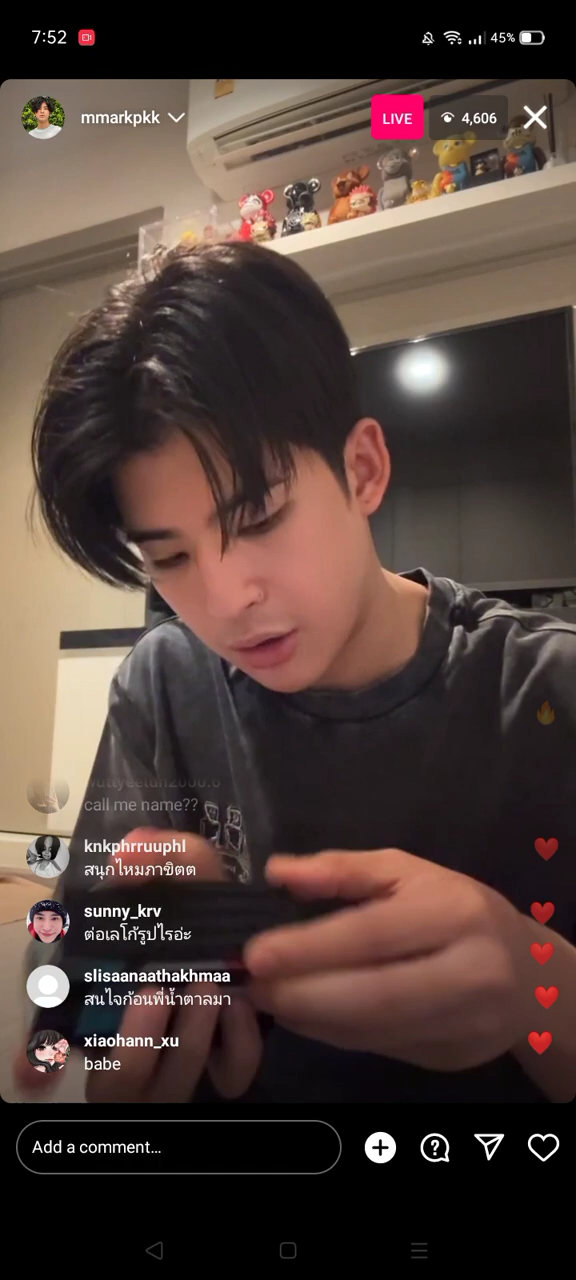 7:52
45%
mmarkpkk
LIVE
4,606
call me name??
knkphrruuphl
สนุกไหมภาขิตต
sunny_krv
ต่อเลโก้รูปไรอ่ะ
slisaanaathakhmaa
สนใจก้อนพี่น้ำตาลมา
xiaohann_xu
babe
Add a comment...